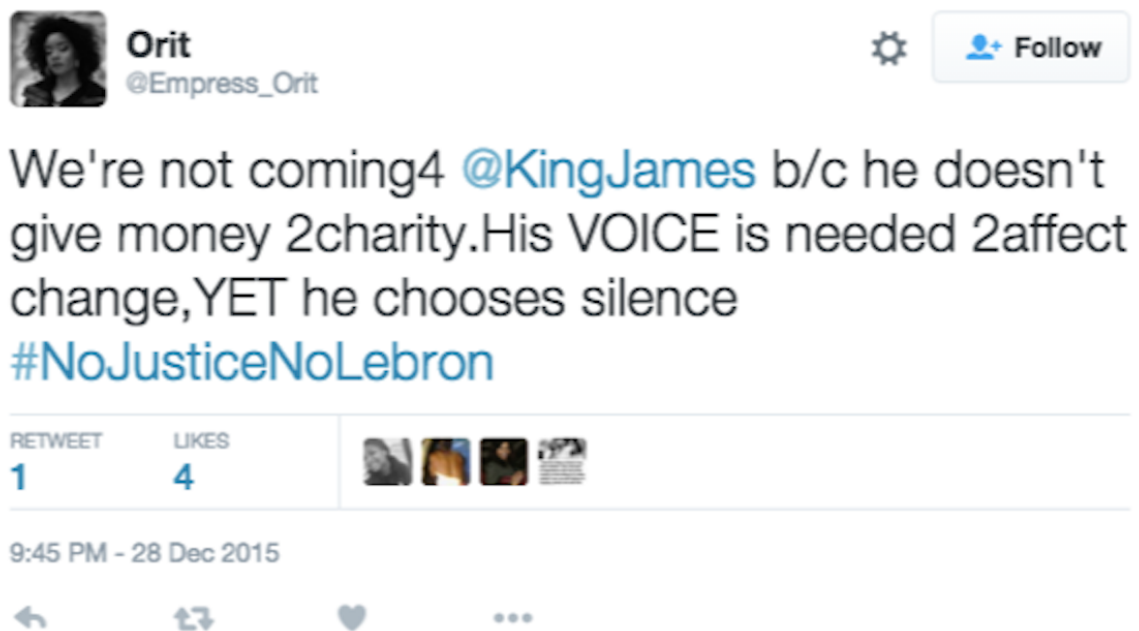 Orit
@Empress_Orit
Follow
We're not coming4 @KingJames b/c he doesn't
give money 2charity.His VOICE is needed 2affect
change,YET he chooses silence
#NoJusticeNoLebron
RETWEET LIKES
1 4
9:45 PM - 28 Dec 2015